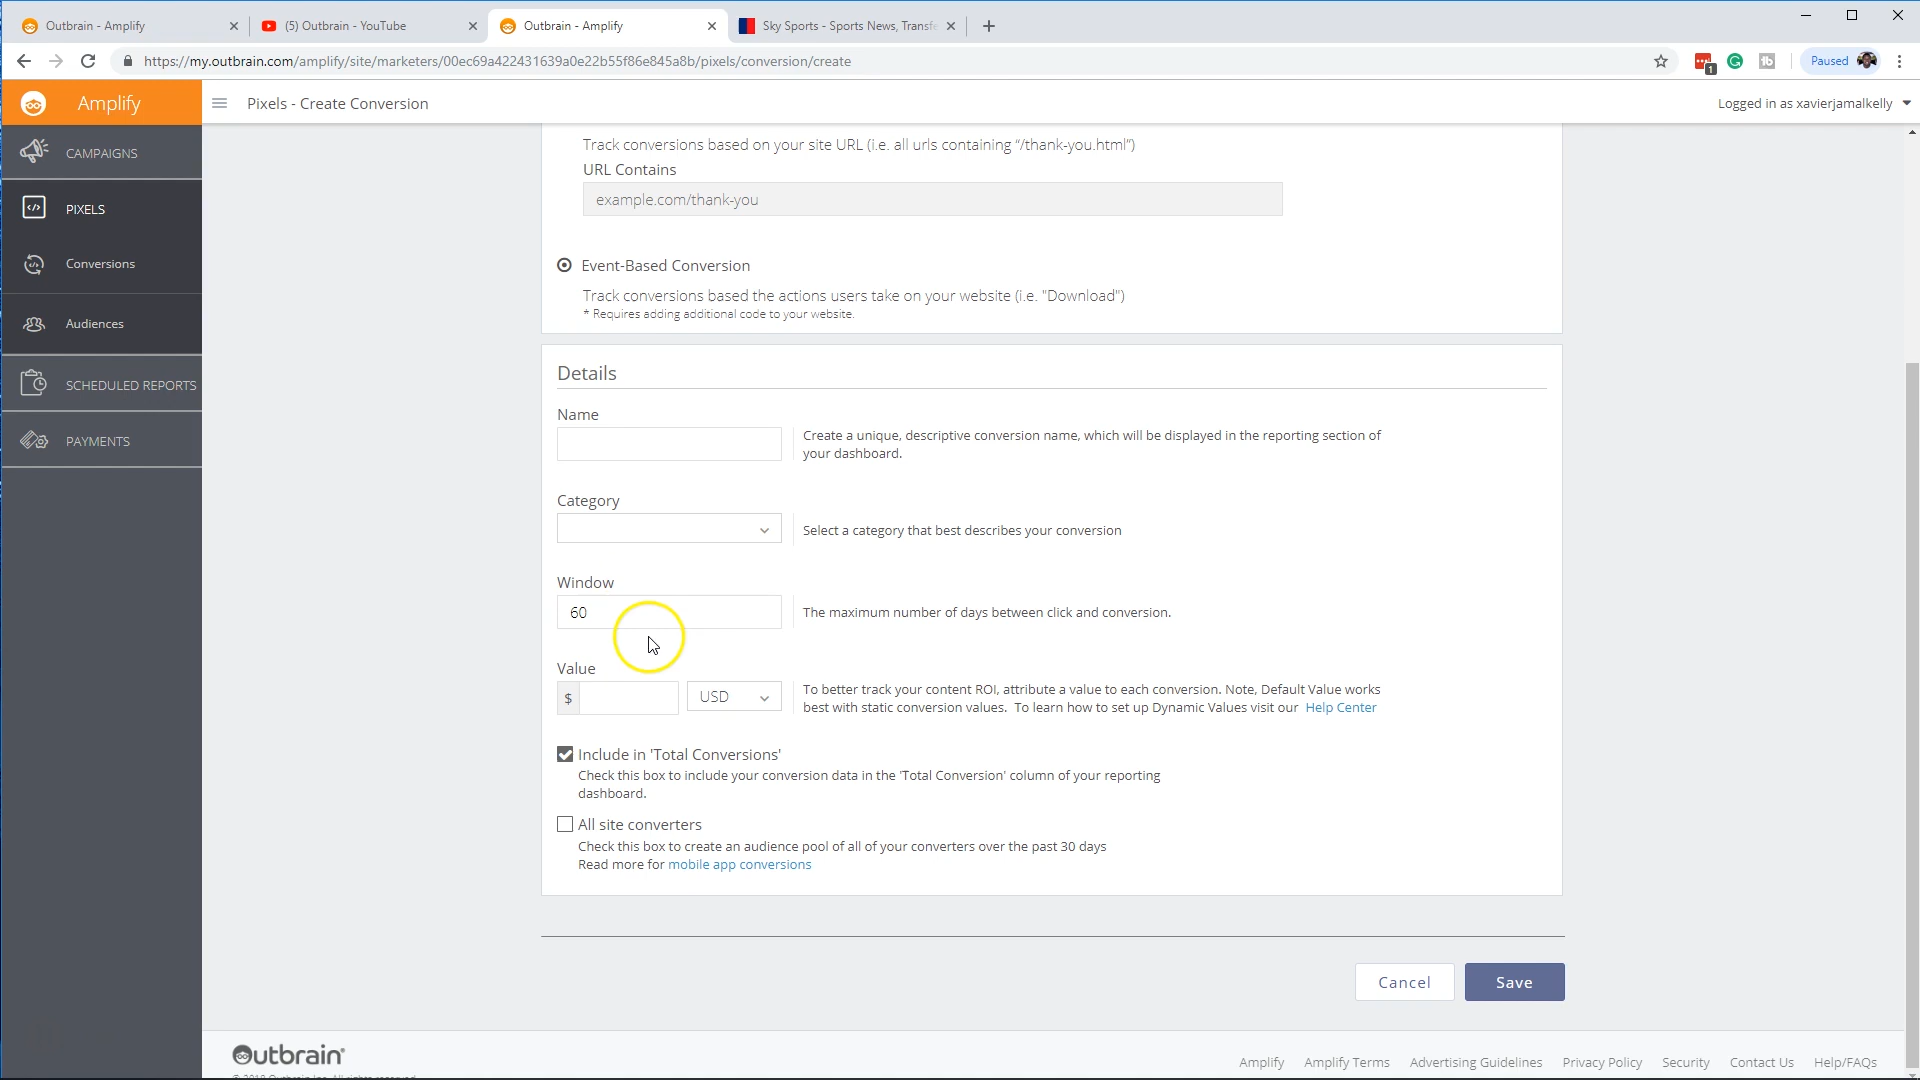 Outbrain - Amplify
(5) Outbrain - YouTube
Outbrain - Amplify
Sky Sports - Sports News, Transfe
https://my.outbrain.com/amplify/site/marketers/00ec69a422431639a0e22b55f86e845a8b/pixels/conversion/create
1
Paused
Amplify
Pixels - Create Conversion
Logged in as xavierjamalkelly
CAMPAIGNS
PIXELS
Conversions
Audiences
SCHEDULED REPORTS
PAYMENTS
Track conversions based on your site URL (i.e. all urls containing “/thank-you.html”)
URL Contains
example.com/thank-you
Event-Based Conversion
Track conversions based the actions users take on your website (i.e. "Download")
* Requires adding additional code to your website.
Details
Name
Create a unique, descriptive conversion name, which will be displayed in the reporting section of
your dashboard.
Category
Select a category that best describes your conversion
Window
60
The maximum number of days between click and conversion.
Value
$
USD
To better track your content ROI, attribute a value to each conversion. Note, Default Value works
best with static conversion values. To learn how to set up Dynamic Values visit our Help Center
Include in 'Total Conversions'
Check this box to include your conversion data in the 'Total Conversion' column of your reporting
dashboard.
All site converters
Check this box to create an audience pool of all of your converters over the past 30 days
Read more for mobile app conversions
Cancel
Save
Outbrain
Amplify
Amplify Terms
Advertising Guidelines
Privacy Policy
Security
Contact Us
Help/FAQs